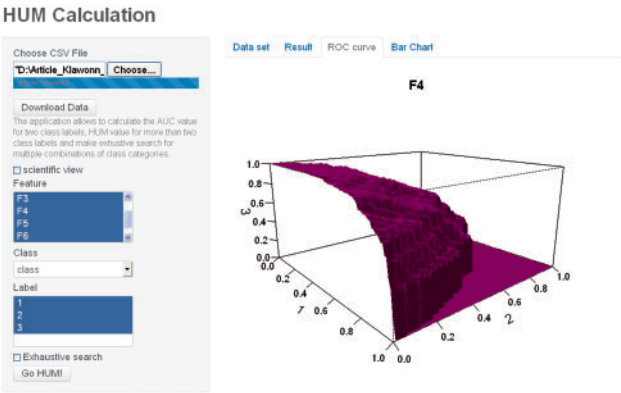 HUM Calculation
Choose CSV File
"D:\Article_Klawonn_ Choose...
Download Data
The application allows to calculate the AUC value
for two class labels, HUM value for more than two
class labels and make exhustive search for
multiple combinations of class categories.
scientific view
Feature
F3
F4
F5
F6
Class
class
Label
1
2
3
Exhaustive search
Go HUM!
Data set Result ROC curve Bar Chart
F4
1.0
0.8
0.6
0.4
0.2
0.0
3
0.0
0.2
0.4
0.6
0.8
1.0
1
0.0
0.2
0.4
0.6
0.8
1.0
2